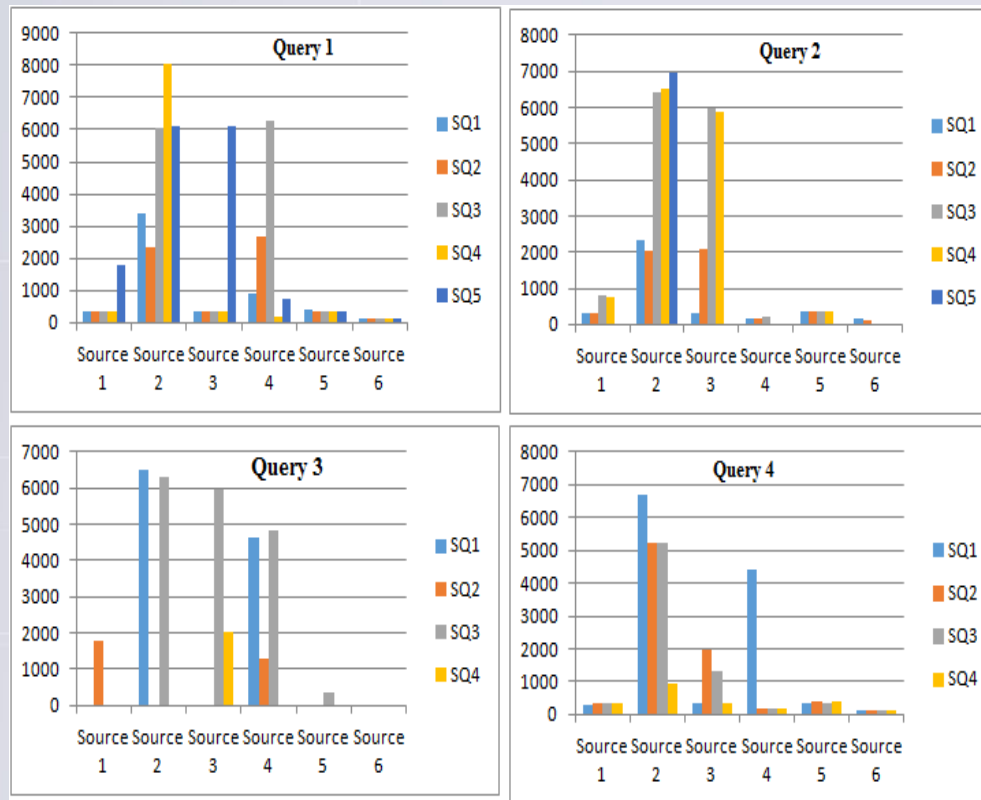 Query 1
9000
8000
7000
6000
5000
4000
3000
2000
1000
0
Source 1
Source 2
Source 3
Source 4
Source 5
Source 6
SQ1
SQ2
SQ3
SQ4
SQ5
Query 2
8000
7000
6000
5000
4000
3000
2000
1000
0
Source 1
Source 2
Source 3
Source 4
Source 5
Source 6
SQ1
SQ2
SQ3
SQ4
SQ5
Query 3
7000
6000
5000
4000
3000
2000
1000
0
Source 1
Source 2
Source 3
Source 4
Source 5
Source 6
SQ1
SQ2
SQ3
SQ4
Query 4
8000
7000
6000
5000
4000
3000
2000
1000
0
Source 1
Source 2
Source 3
Source 4
Source 5
Source 6
SQ1
SQ2
SQ3
SQ4